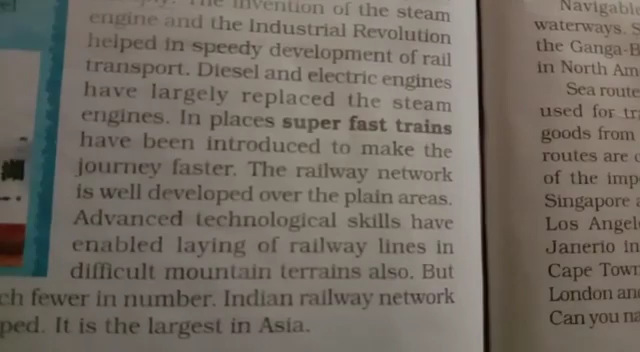 The invention of the steam
engine and the Industrial Revolution
helped in speedy development of rail
transport. Diesel and electric engines
have largely replaced the steam
engines. In places super fast trains
have been introduced to make the
journey faster. The railway network
is well developed over the plain areas.
Advanced technological skills have
enabled laying of railway lines in
difficult mountain terrains also. But
fewer in number. Indian railway network
It is the largest in Asia.
Navigable
waterways.
the Ganga-B
in North Am
Sea route
used for
goods from
routes are
of the imp
Singapore
Los Angel
Janerio in
Cape Town
London and
Can you na